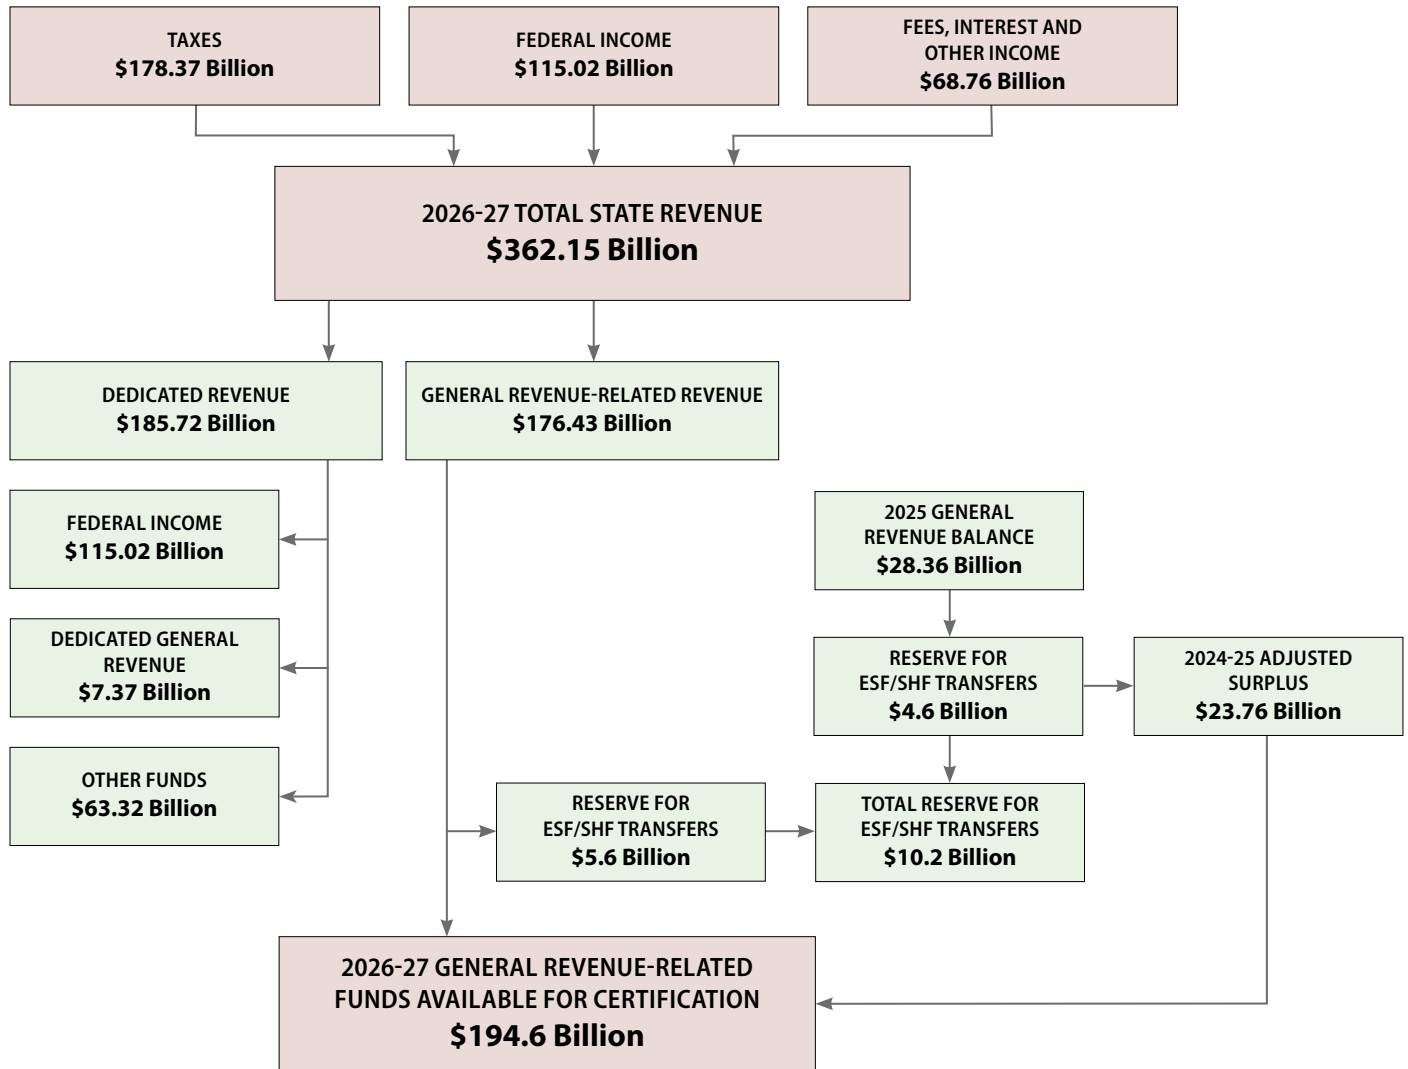 TAXES
$178.37 Billion
FEDERAL INCOME
$115.02 Billion
FEES, INTEREST AND
OTHER INCOME
$68.76 Billion
2026-27 TOTAL STATE REVENUE
$362.15 Billion
DEDICATED REVENUE
$185.72 Billion
GENERAL REVENUE-RELATED REVENUE
$176.43 Billion
FEDERAL INCOME
$115.02 Billion
DEDICATED GENERAL
REVENUE
$7.37 Billion
OTHER FUNDS
$63.32 Billion
2025 GENERAL
REVENUE BALANCE
$28.36 Billion
RESERVE FOR
ESF/SHF TRANSFERS
$4.6 Billion
2024-25 ADJUSTED
SURPLUS
$23.76 Billion
RESERVE FOR
ESF/SHF TRANSFERS
$5.6 Billion
TOTAL RESERVE FOR
ESF/SHF TRANSFERS
$10.2 Billion
2026-27 GENERAL REVENUE-RELATED
FUNDS AVAILABLE FOR CERTIFICATION
$194.6 Billion